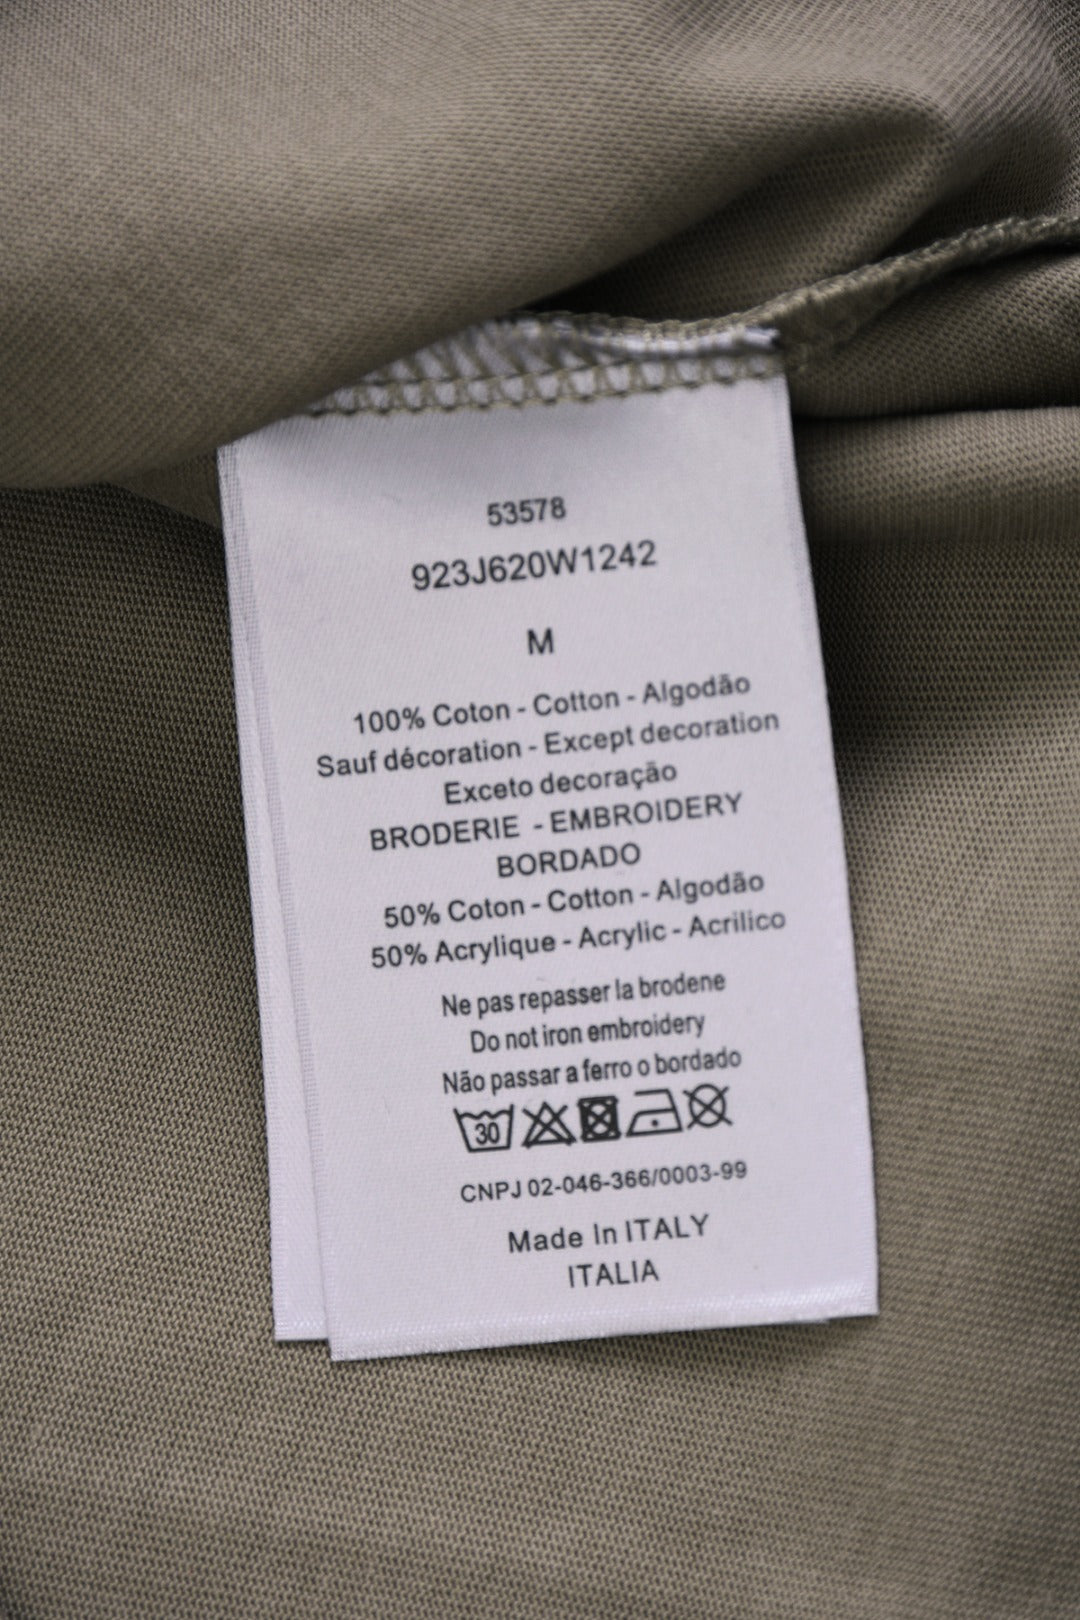 53578
923J620W1242
M
100% Coton - Cotton - Algodão
Sauf décoration - Except decoration
Exceto decoração
BRODERIE - EMBROIDERY
BORDADO
50% Coton - Cotton - Algodão
50% Acrylique - Acrylic - Acrilico
Ne pas repasser la brodene
Do not iron embroidery
Não passar a ferro o bordado
30
CNPJ 02-046-366/0003-99
Made In ITALY
ITALIA